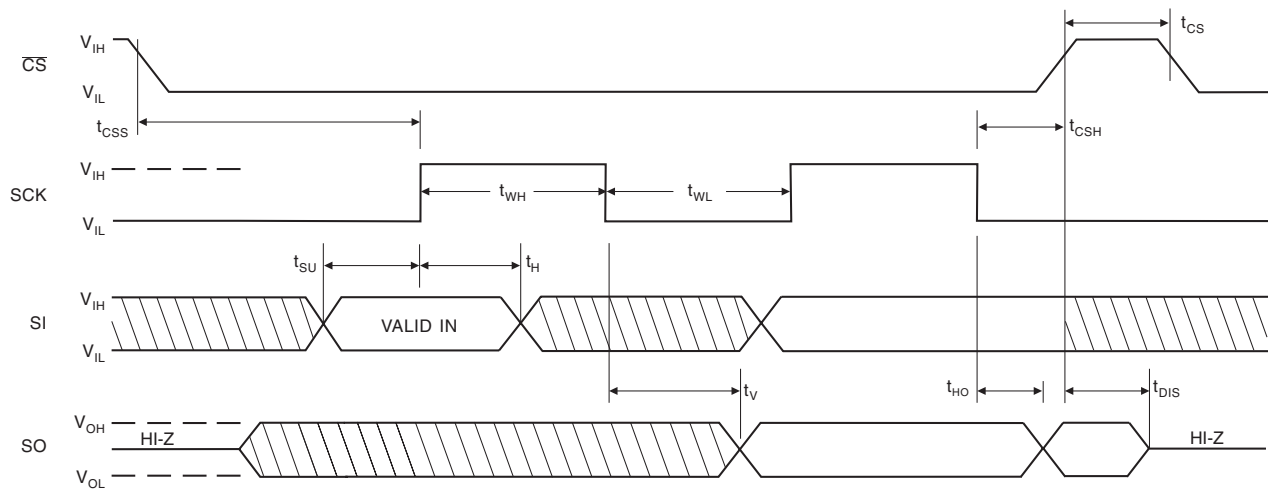 t_CS
V_IH
CS
V_IL
t_CSS
t_CSH
V_IH
SCK
t_WH
t_WL
V_IL
t_SU
t_H
V_IH
SI
VALID IN
V_IL
t_V
t_HO
t_DIS
V_OH
SO
HI-Z
HI-Z
V_OL